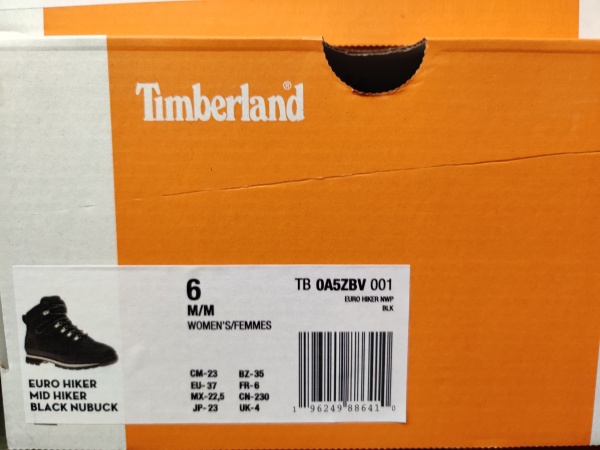 Timberland®
6
M/M
WOMEN'S/FEMMES
TB 0A5ZBV 001
EURO HIKER NWP
BLK
CM-23 BZ-35
EU-37 FR-6
MX-22,5 CN-230
JP-23 UK-4
EURO HIKER
MID HIKER
BLACK NUBUCK
1 96249 88641 0